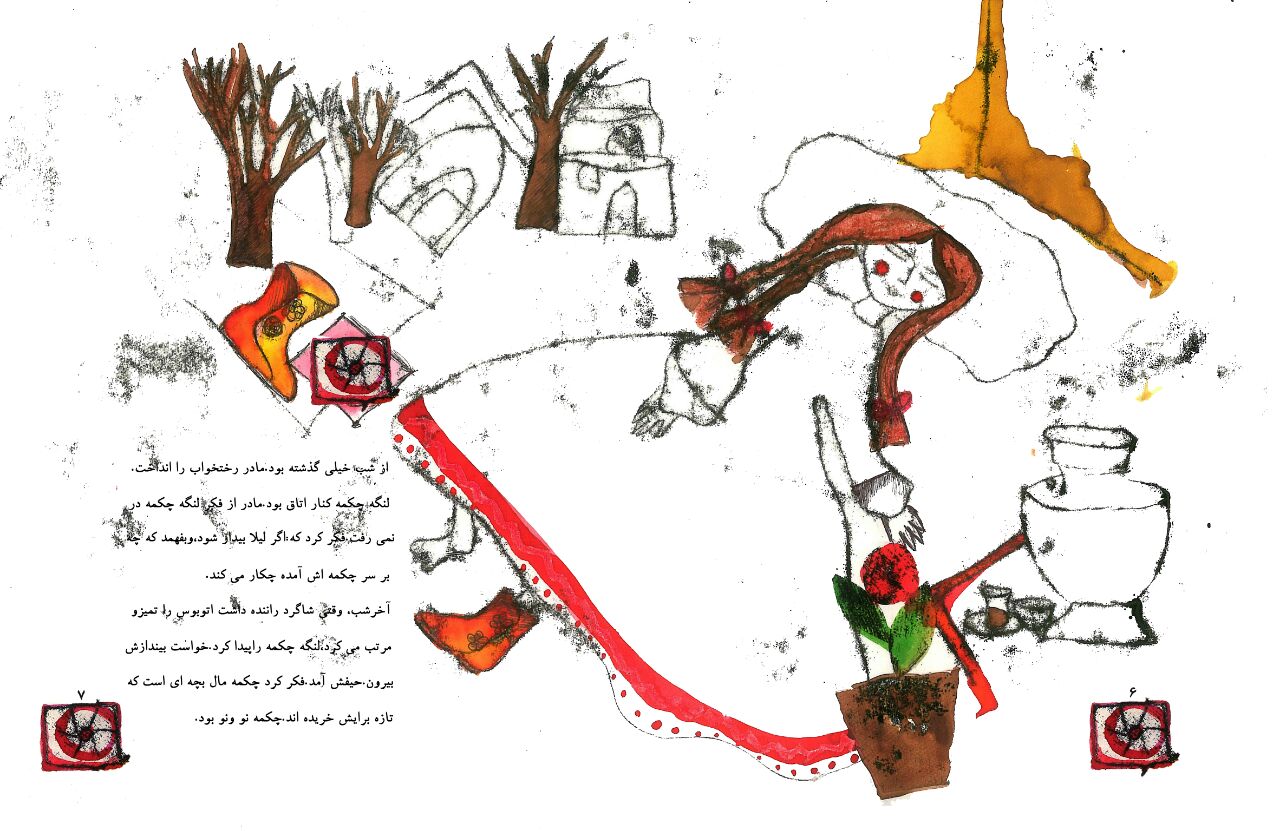 از شب خیلی گذشته بود.مادر رختخواب را انداخت.
لنگه چکمه کنار اتاق بود.مادر از فکر لنگه چکمه در
نمی رفت.فکر کرد که:اگر لیلا بیدار شود،وبفهمد که چه
بر سر چکمه اش آمده چکار می کند.
آخرشب، وقتی شاگرد راننده داشت اتوبوس را تمیزو
مرتب می کرد،لنگه چکمه راپیدا کرد.خواست بیندازش
بیرون.حیفش آمد.فکر کرد چکمه مال بچه ای است که
تازه برایش خریده اند.چکمه نو ونو بود.
۷
۶